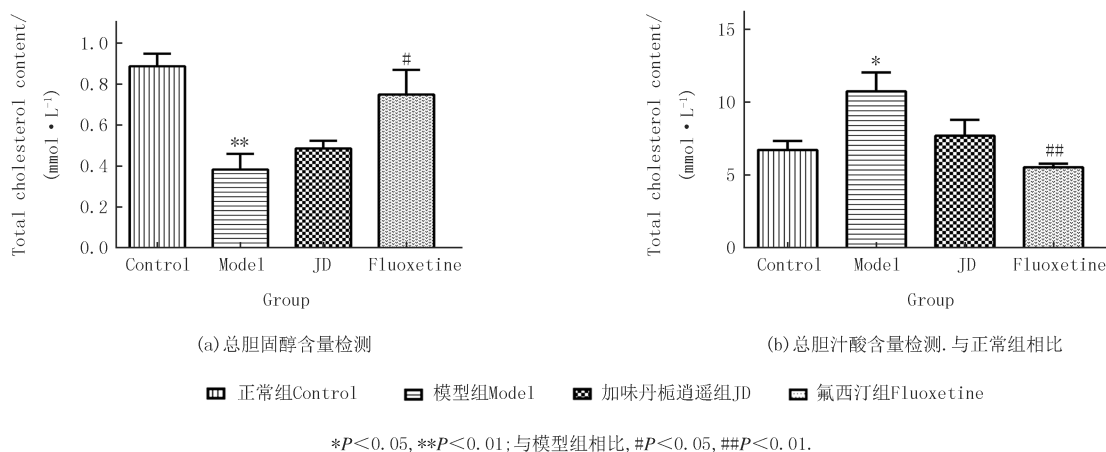 Total cholesterol content/
(mmol·L⁻¹)
1.0
0.8
0.6
0.4
0.2
0.0
**
#
Control Model JD Fluoxetine
Group
(a)总胆固醇含量检测
Total cholesterol content/
(mmol·L⁻¹)
15
10
5
0
*
##
Control Model JD Fluoxetine
Group
(b)总胆汁酸含量检测.与正常组相比
正常组Control 模型组Model 加味丹栀逍遥组JD 氟西汀组Fluoxetine
*P<0.05,**P<0.01;与模型组相比,#P<0.05,##P<0.01.